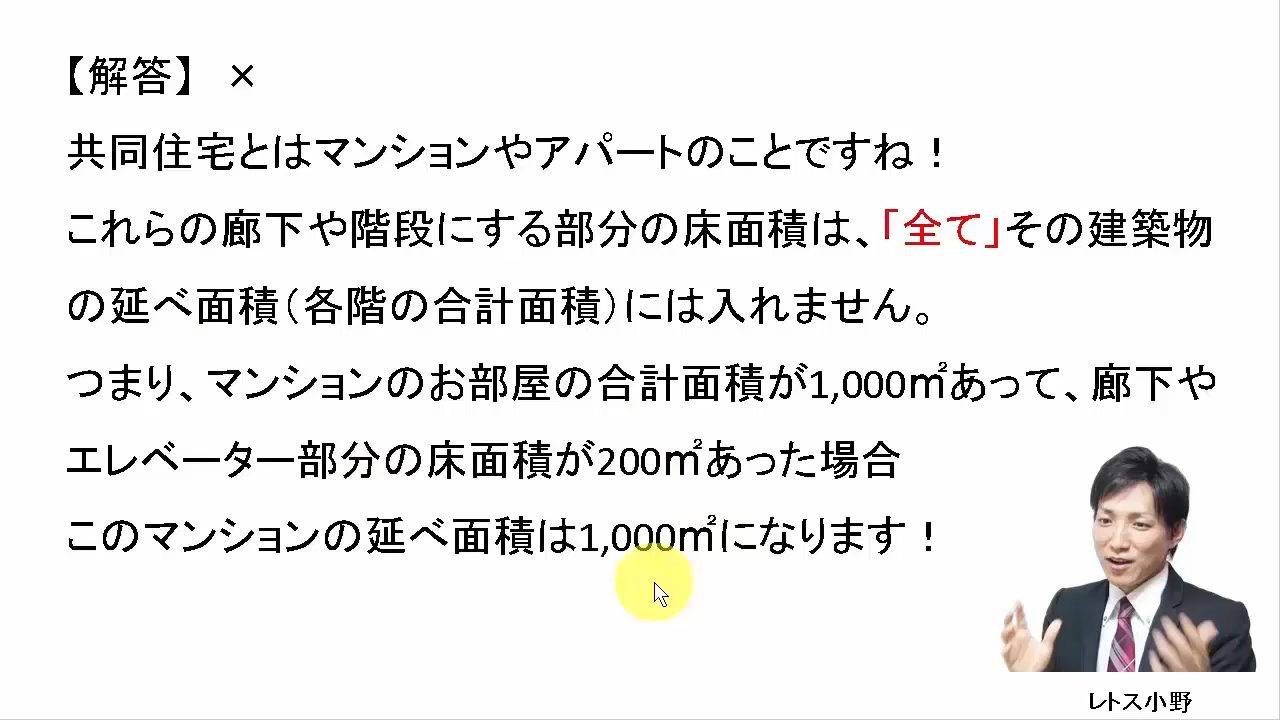 【解答】 ×
共同住宅とはマンションやアパートのことですね！
これらの廊下や階段にする部分の床面積は、「全て」その建築物
の延べ面積（各階の合計面積）には入れません。
つまり、マンションのお部屋の合計面積が1,000㎡あって、廊下や
エレベーター部分の床面積が200㎡あった場合
このマンションの延べ面積は1,000㎡になります！
レトス小野